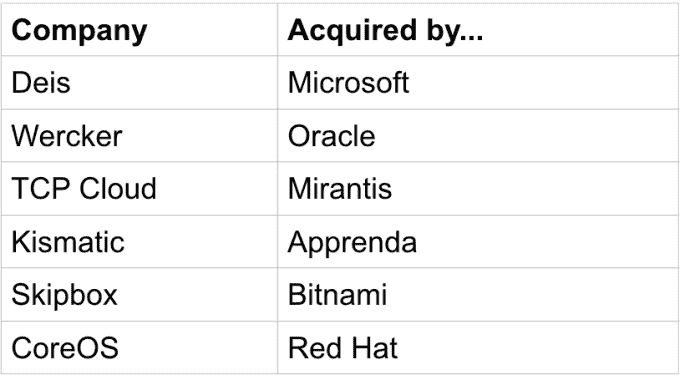 Company Acquired by...
Deis Microsoft
Wercker Oracle
TCP Cloud Mirantis
Kismatic Apprenda
Skipbox Bitnami
CoreOS Red Hat